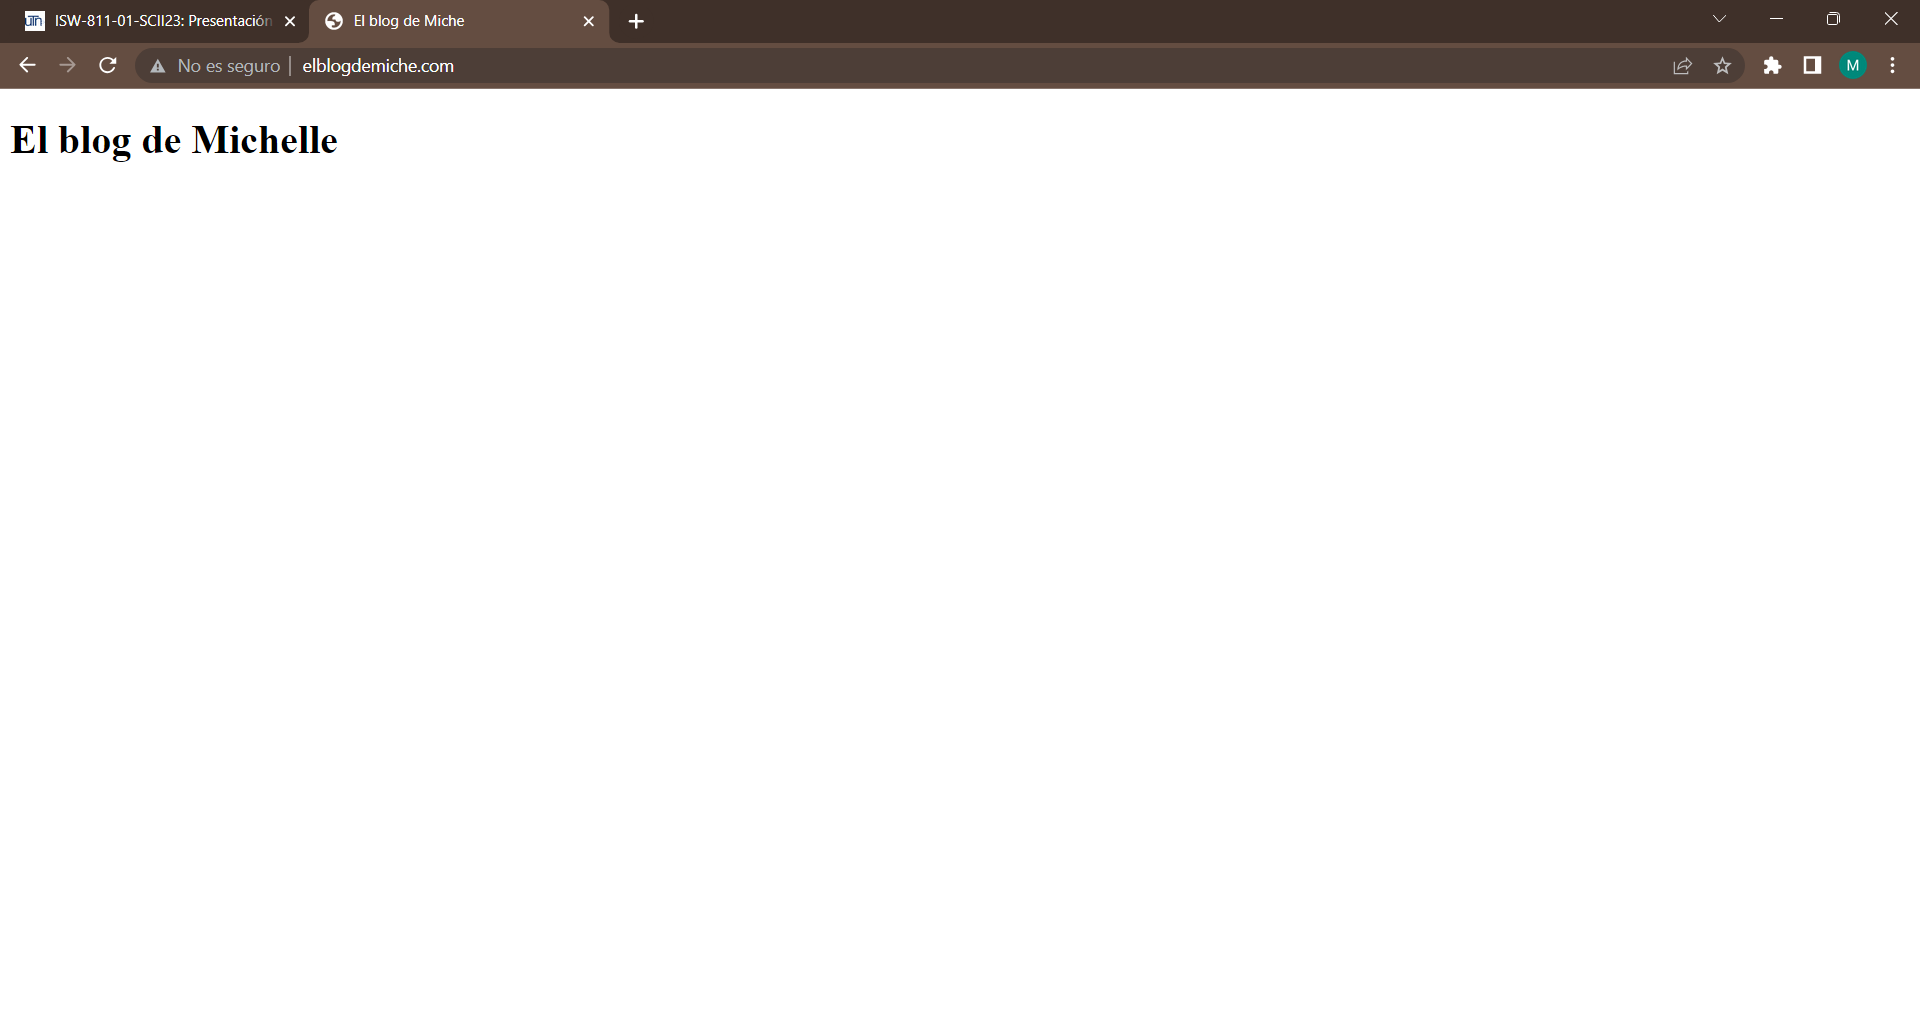 ISW-811-01-SCII23: Presentación
El blog de Miche
No es seguro
elblogdemiche.com
M
El blog de Michelle